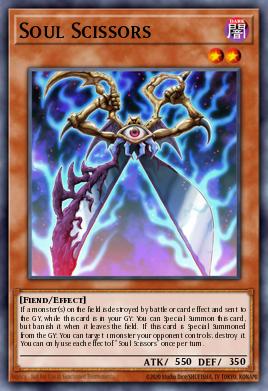 SOUL SCISSORS
DARK
闇
[FIEND/EFFECT]
If a monster(s) on the field is destroyed by battle or card effect and sent to
the GY, while this card is in your GY: You can Special Summon this card,
but banish it when it leaves the field. If this card is Special Summoned
from the GY: You can target 1 monster your opponent controls; destroy it.
You can only use each effect of "Soul Scissors" once per turn.
ATK/ 550 DEF/ 350
©2020 Studio Dice/SHUEISHA, TV TOKYO, KONAMI